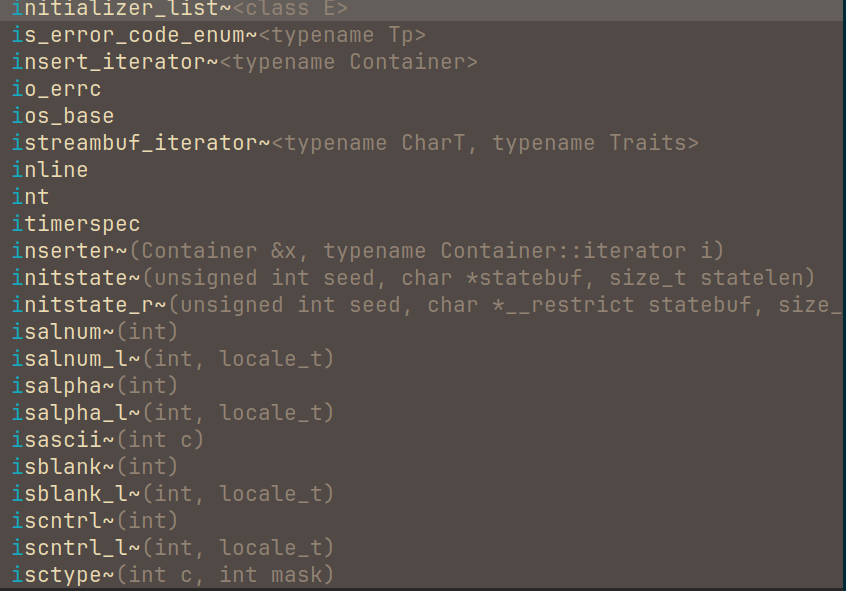 initializer_list~<class E>
is_error_code_enum~<typename Tp>
insert_iterator~<typename Container>
io_errc
ios_base
istreambuf_iterator~<typename CharT, typename Traits>
inline
int
itimerspec
inserter~(Container &x, typename Container::iterator i)
initstate~(unsigned int seed, char *statebuf, size_t statelen)
initstate_r~(unsigned int seed, char *__restrict statebuf, size_
isalnum~(int)
isalnum_l~(int, locale_t)
isalpha~(int)
isalpha_l~(int, locale_t)
isascii~(int c)
isblank~(int)
isblank_l~(int, locale_t)
iscntrl~(int)
iscntrl_l~(int, locale_t)
isctype~(int c, int mask)